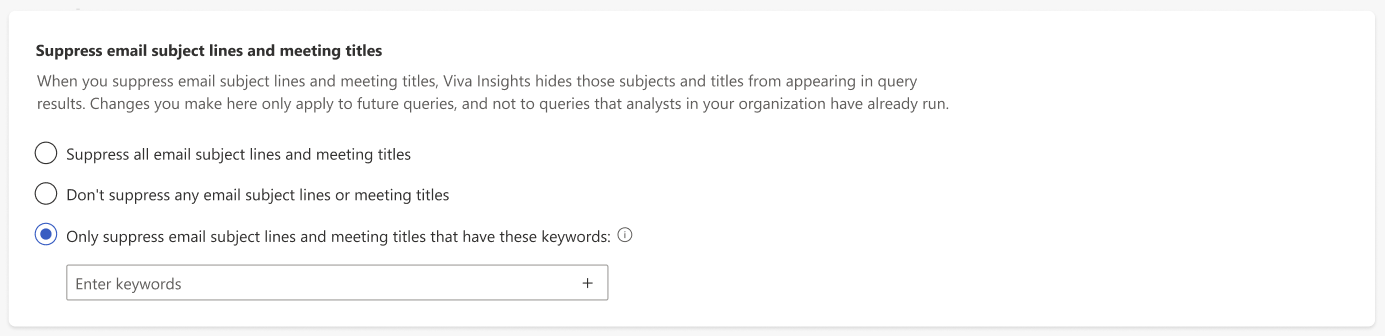 Suppress email subject lines and meeting titles
When you suppress email subject lines and meeting titles, Viva Insights hides those subjects and titles from appearing in query
results. Changes you make here only apply to future queries, and not to queries that analysts in your organization have already run.
Suppress all email subject lines and meeting titles
Don't suppress any email subject lines or meeting titles
Only suppress email subject lines and meeting titles that have these keywords:
Enter keywords